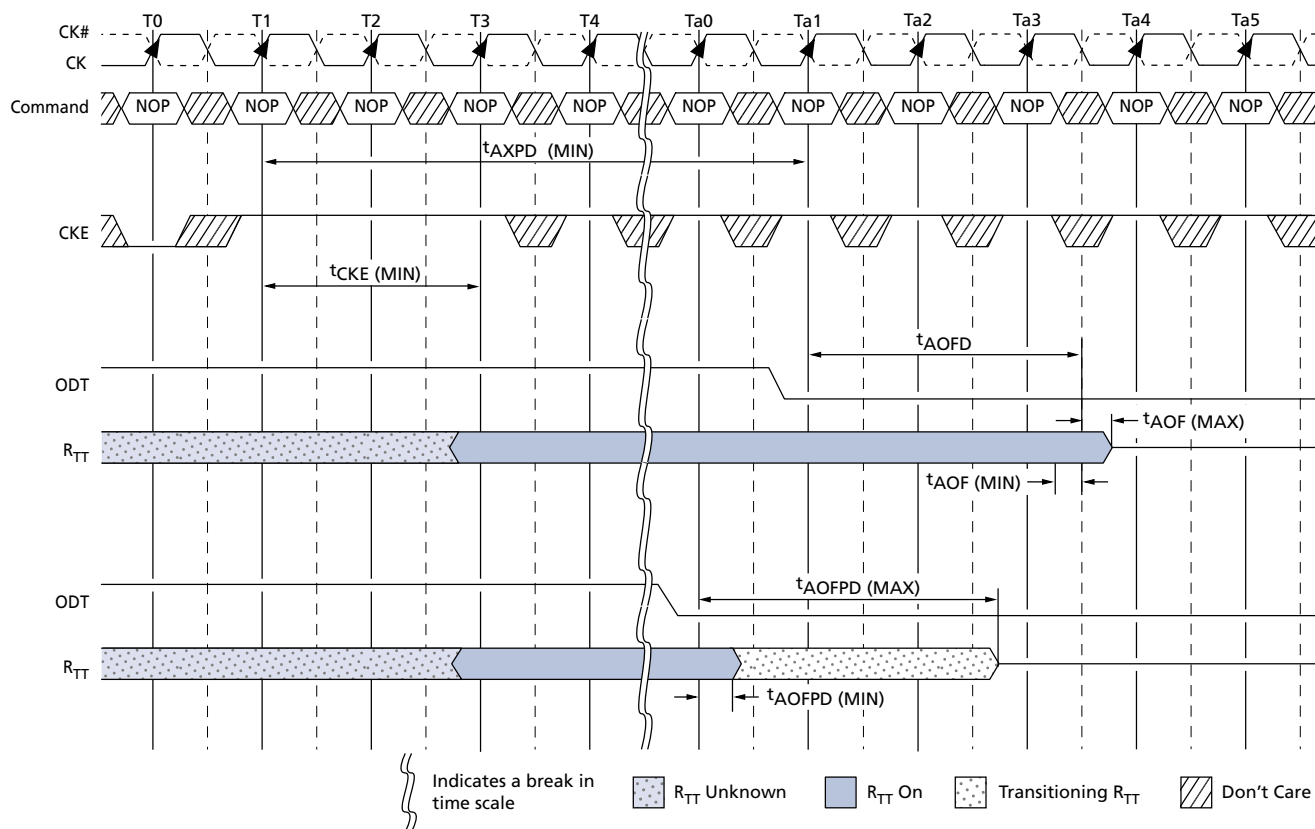 T0 T1 T2 T3 T4 Ta0 Ta1 Ta2 Ta3 Ta4 Ta5
CK#
CK
Command NOP NOP NOP NOP NOP NOP NOP NOP NOP NOP NOP
tAXPD (MIN)
CKE
tCKE (MIN)
tAOFD
ODT
tAOF (MAX)
RTT
tAOF (MIN)
tAOFPD (MAX)
ODT
RTT
tAOFPD (MIN)
Indicates a break in
time scale
RTT Unknown
RTT On
Transitioning RTT
Don't Care